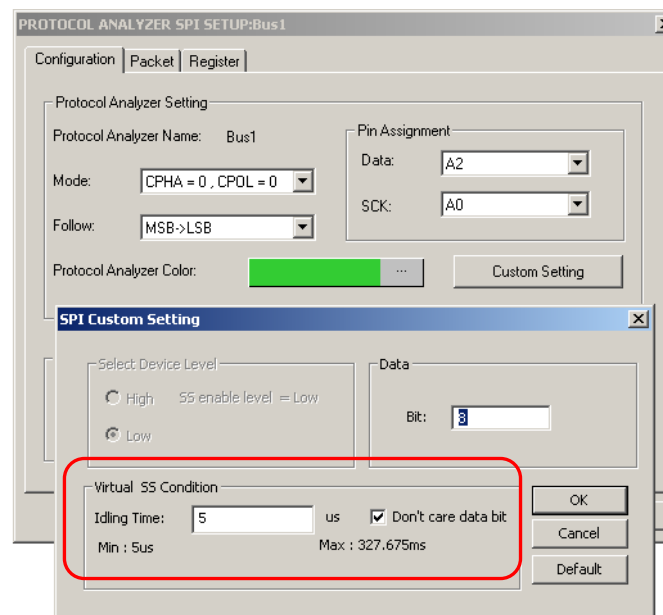 PROTOCOL ANALYZER SPI SETUP:Bus1
Configuration Packet Register
Protocol Analyzer Setting
Protocol Analyzer Name: Bus1
Mode: CPHA = 0 , CPOL = 0
Follow: MSB->LSB
Protocol Analyzer Color: ...
Pin Assignment
Data: A2
SCK: A0
Custom Setting
SPI Custom Setting
Select Device Level
High SS enable level = Low
Low
Data
Bit: 8
Virtual SS Condition
Idling Time: 5 us Don't care data bit
Min : 5us Max : 327.675ms
OK
Cancel
Default